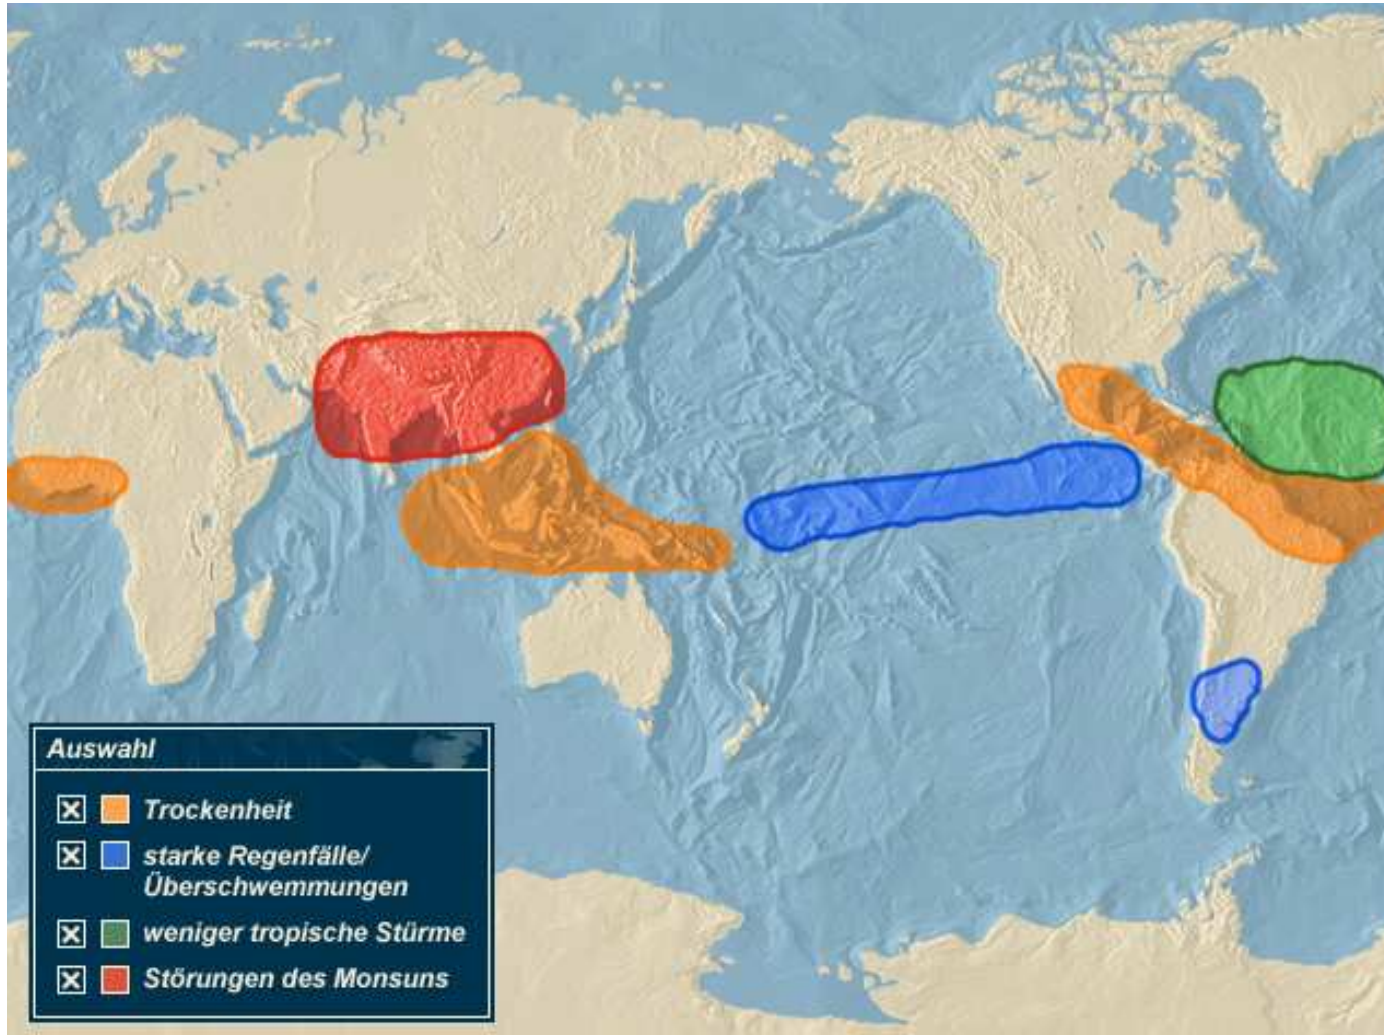 Auswahl
Trockenheit
starke Regenfälle/
Überschwemmungen
weniger tropische Stürme
Störungen des Monsuns